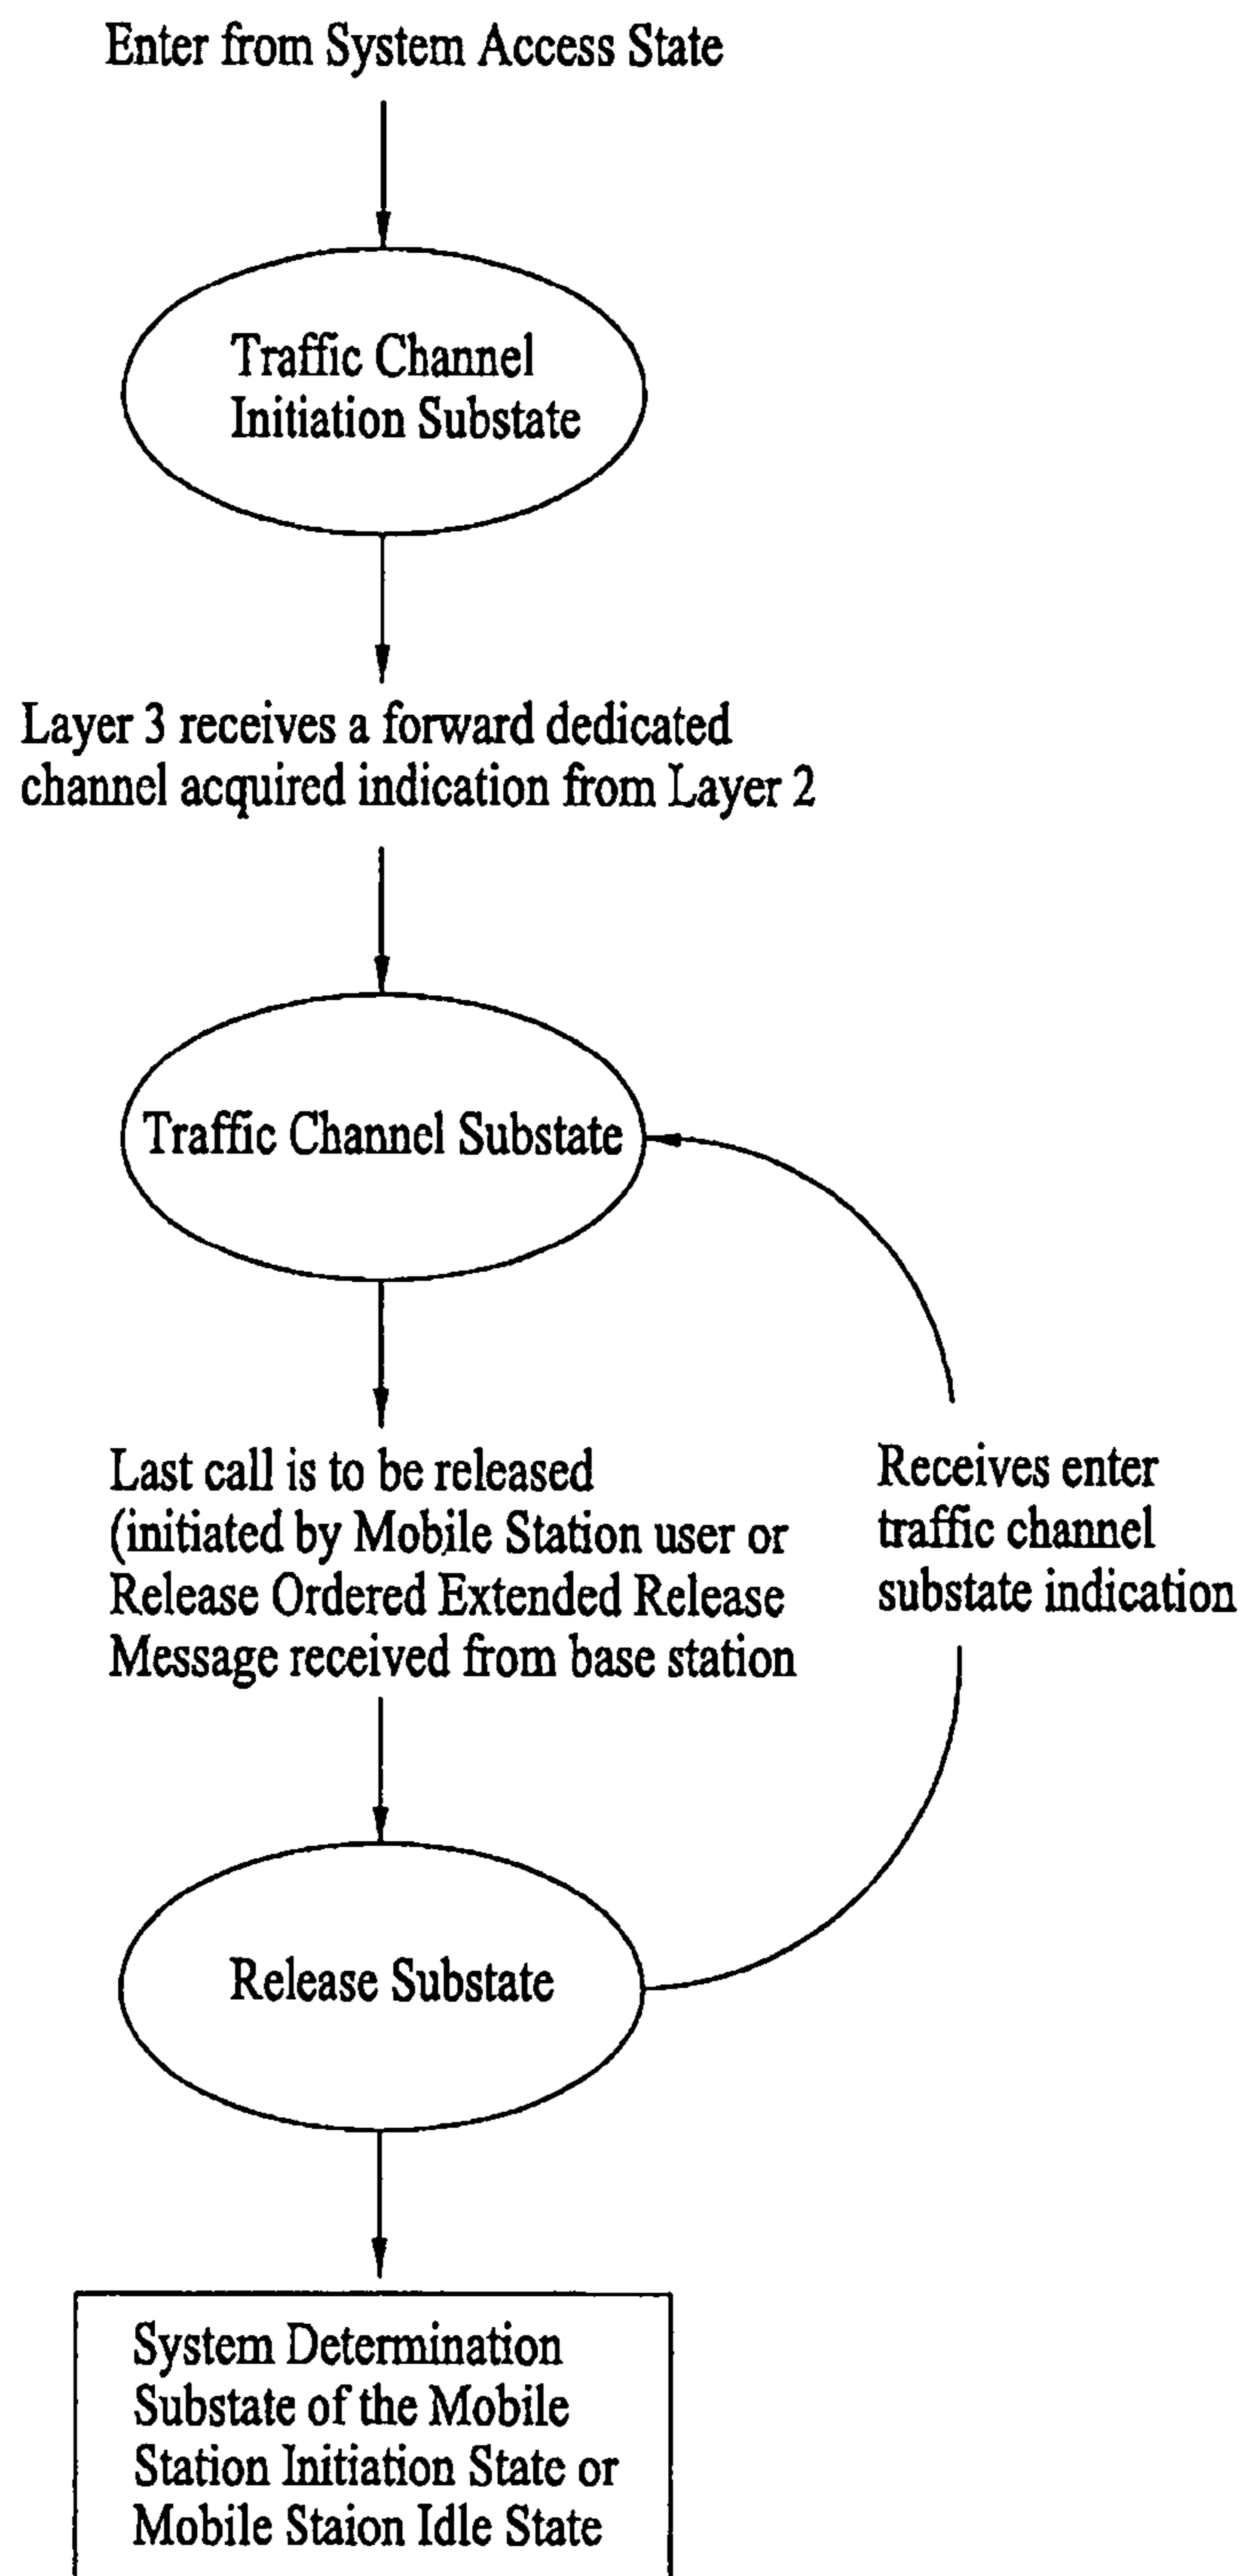 Enter from System Access State
Traffic Channel
Initiation Substate
Layer 3 receives a forward dedicated
channel acquired indication from Layer 2
Traffic Channel Substate
Last call is to be released
(initiated by Mobile Station user or
Release Ordered Extended Release
Message received from base station
Receives enter
traffic channel
substate indication
Release Substate
System Determination
Substate of the Mobile
Station Initiation State or
Mobile Staion Idle State